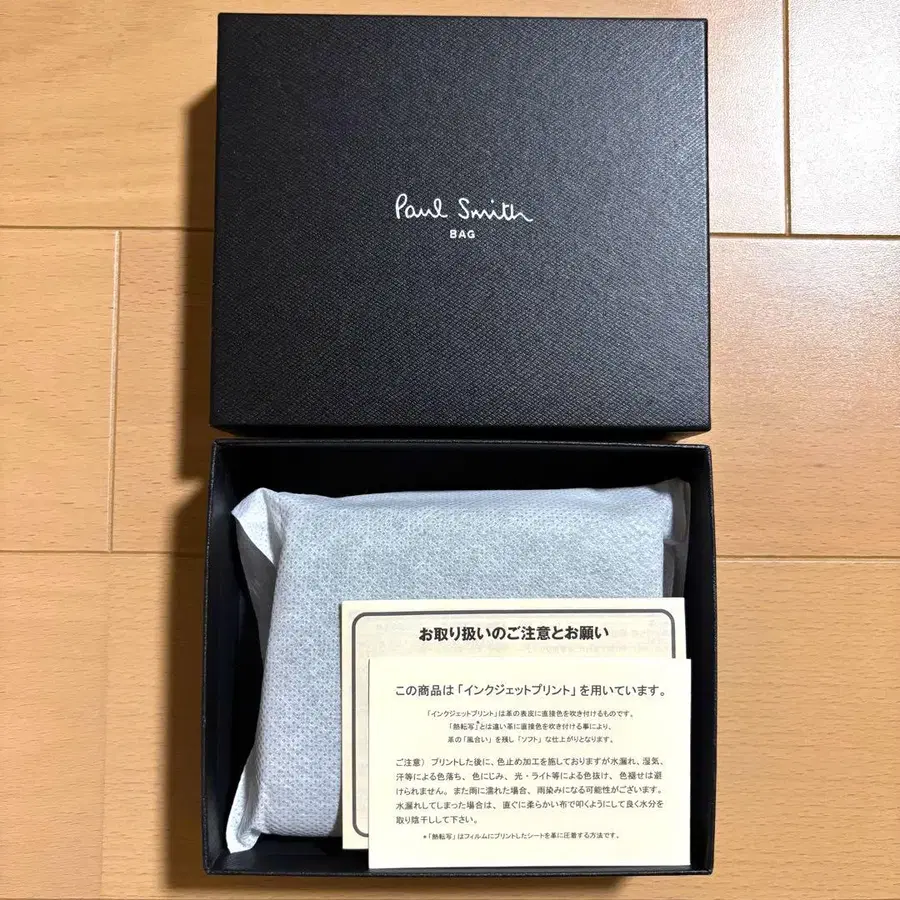 Paul Smith
BAG
お取り扱いのご注意とお願い
この商品は「インクジェットプリント」を用いています。
「インクジェットプリント」は革の表皮に直接色を吹き付けるものです。
「熱転写」*とは違い革に直接色を吹き付ける事により、
革の「風合い」を残し「ソフト」な仕上がりとなります。
ご注意）プリントした後に、色止め加工を施しておりますが水漏れ、湿気、
汗等による色落ち、色にじみ、光・ライト等による色抜け、色褪せは避
けられません。また雨に濡れた場合、雨染みになる可能性がございます。
水漏れしてしまった場合は、直ぐに柔らかい布で叩くようにして良く水分を
取り陰干しして下さい。
*「熱転写」はフィルムにプリントしたシートを革に圧着する方法です。